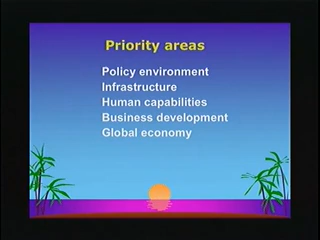 Priority areas
Policy environment
Infrastructure
Human capabilities
Business development
Global economy